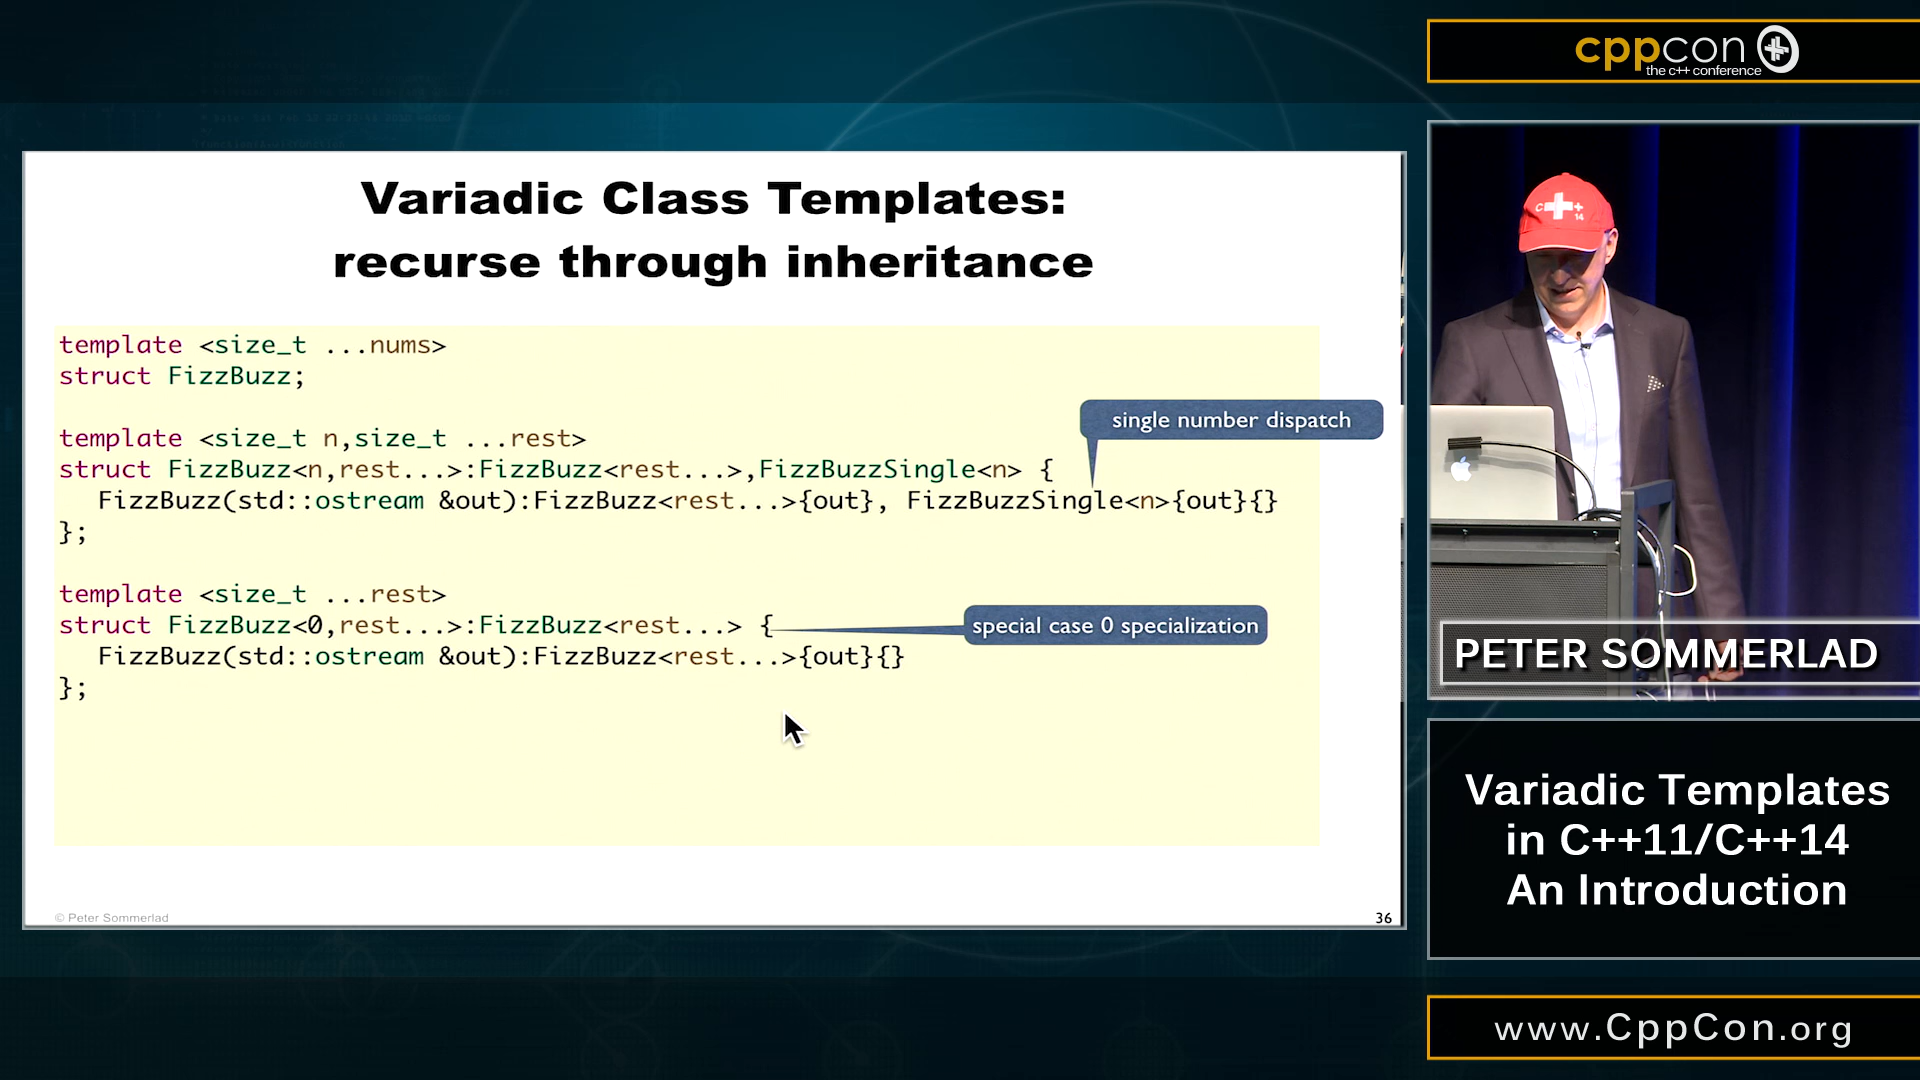 cppcon
the c++ conference
Variadic Class Templates:
recurse through inheritance
template <size_t ...nums>
struct FizzBuzz;
single number dispatch
template <size_t n,size_t ...rest>
struct FizzBuzz<n,rest...>:FizzBuzz<rest...>,FizzBuzzSingle<n> {
FizzBuzz(std::ostream &out):FizzBuzz<rest...>{out}, FizzBuzzSingle<n>{out}{}
};
template <size_t ...rest>
struct FizzBuzz<0,rest...>:FizzBuzz<rest...> {
special case 0 specialization
FizzBuzz(std::ostream &out):FizzBuzz<rest...>{out}{}
};
© Peter Sommerlad
36
C + +
14
PETER SOMMERLAD
Variadic Templates
in C++11/C++14
An Introduction
www.CppCon.org